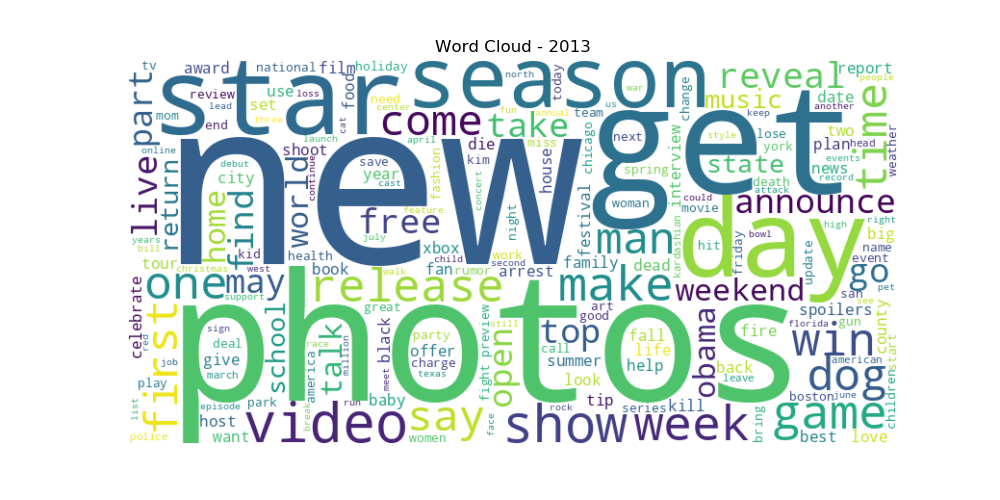 Word Cloud - 2013
tv
award
national
film
holiday
season
north
today
reveal
report
people
part
star
review
use
loss
food
change
war
us
music
date
another
mom
lead
set
need
center
come
take
fun
annual
team
get
keep
time
end
three
cat
april
die
miss
next
style
lose
york
two
plan
head
weather
online
launch
shoot
kim
house
chicago
interview
state
news
events
live
return
debut
city
find
world
continue
save
year
cast
fashion
new
spring
death
attack
record
home
free
feature
concert
night
festival
woman
could
movie
announce
high
right
years
bill
tour
kid
july
xbox
work
man
kardashian
hit
friday
bowl
day
big
name
christmas
west
health
book
child
fan
rumor
second
arrest
family
dead
update
event
go
pet
one
support
may
walk
release
great
make
weekend
san
see
celebrate
red
first
sign
deal
give
march
school
photos
art
good
top
call
summer
fall
life
help
obama
fire
spoilers
florida
gun
win
county
american
start
job
play
america
race
talk
million
meet
black
party
offer
charge
texas
still
preview
fight
open
look
back
leave
boston
june
dog
children
list
episode
park
break
run
baby
tip
series
kill
bring
host
video
say
face
rock
show
week
game
police
want
women
best
love